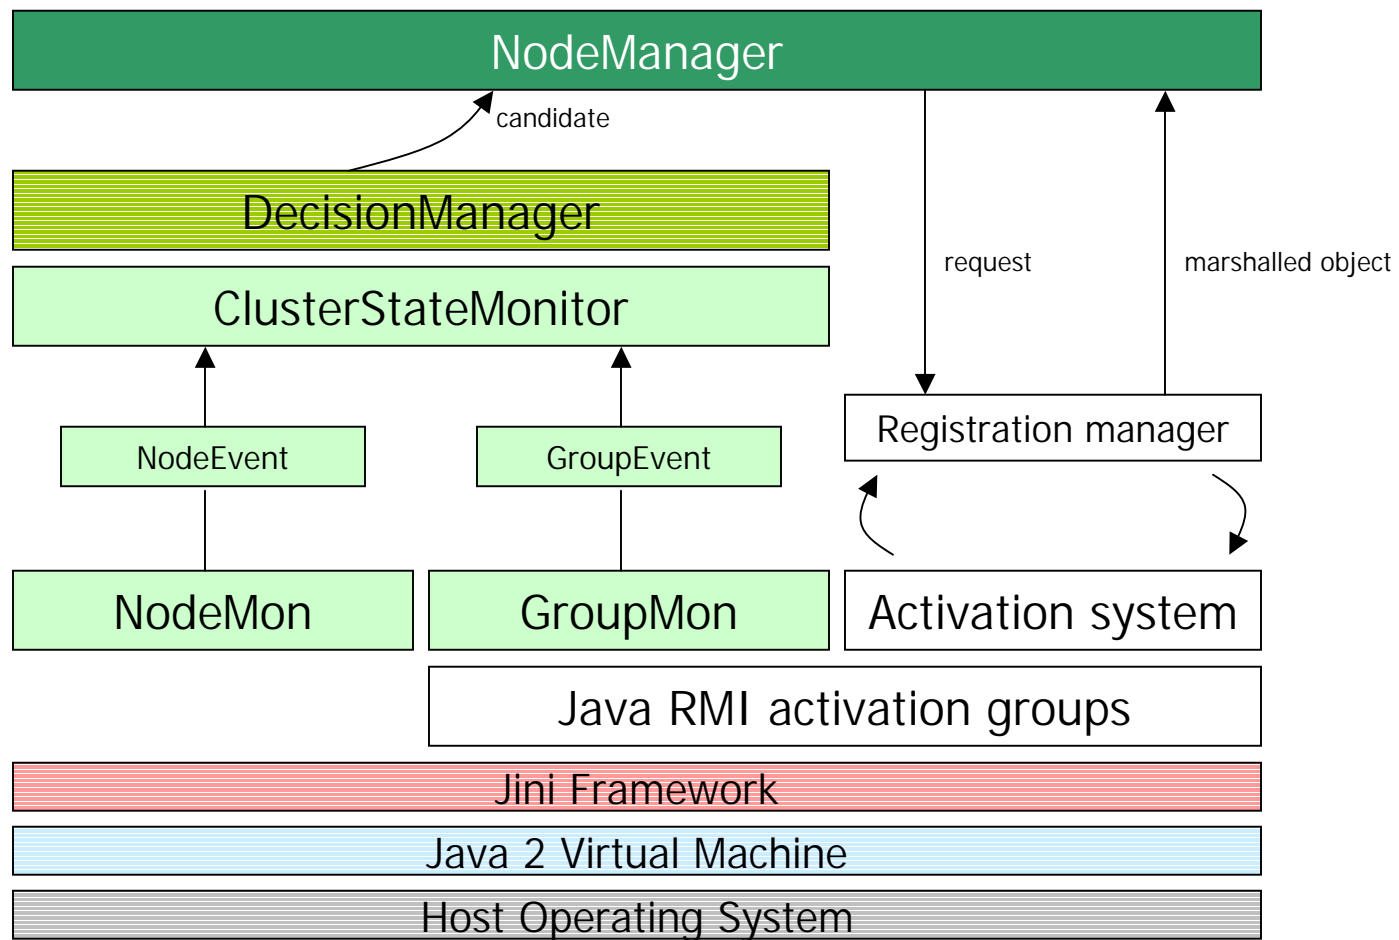 NodeManager
candidate
DecisionManager
request
marshalled object
ClusterStateMonitor
Registration manager
NodeEvent
GroupEvent
NodeMon
GroupMon
Activation system
Java RMI activation groups
Jini Framework
Java 2 Virtual Machine
Host Operating System